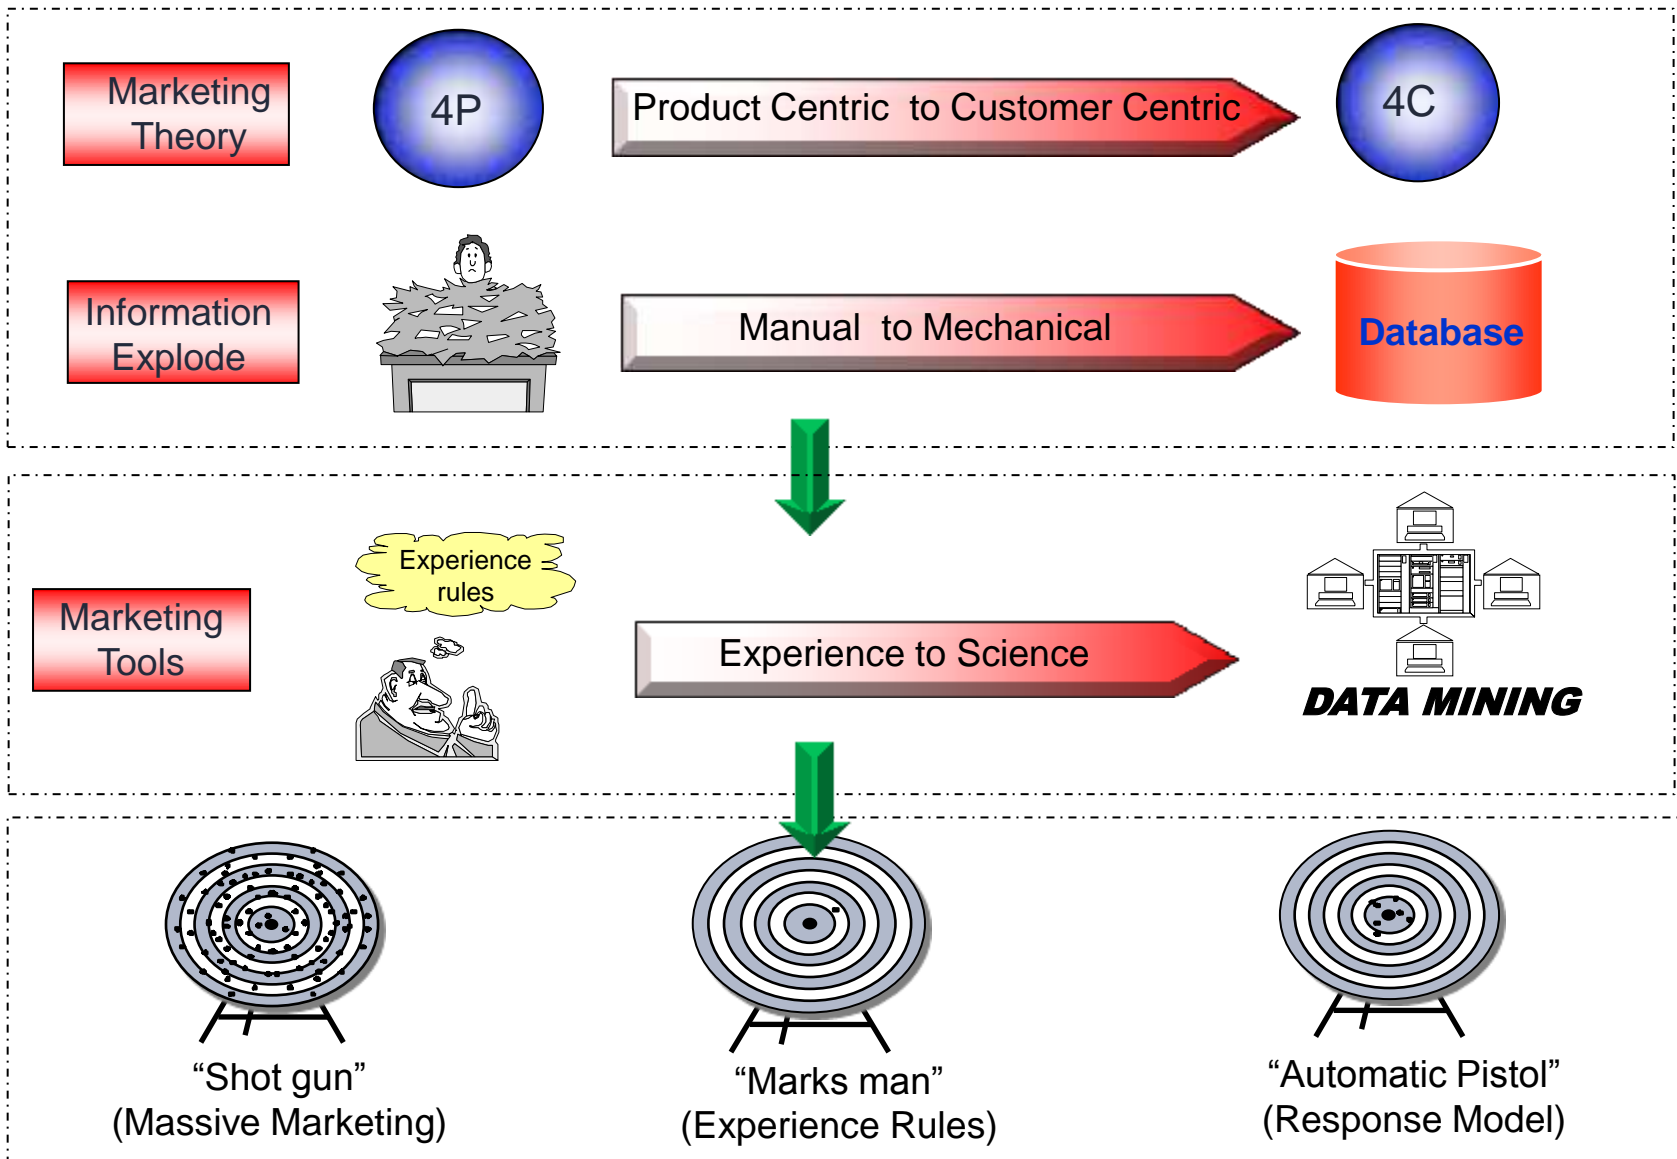 Marketing
Theory
4P
Product Centric to Customer Centric
4C
Information
Explode
Manual to Mechanical
Database
Marketing
Tools
Experience
rules
Experience to Science
DATA MINING
“Shot gun”
(Massive Marketing)
“Marks man”
(Experience Rules)
“Automatic Pistol”
(Response Model)